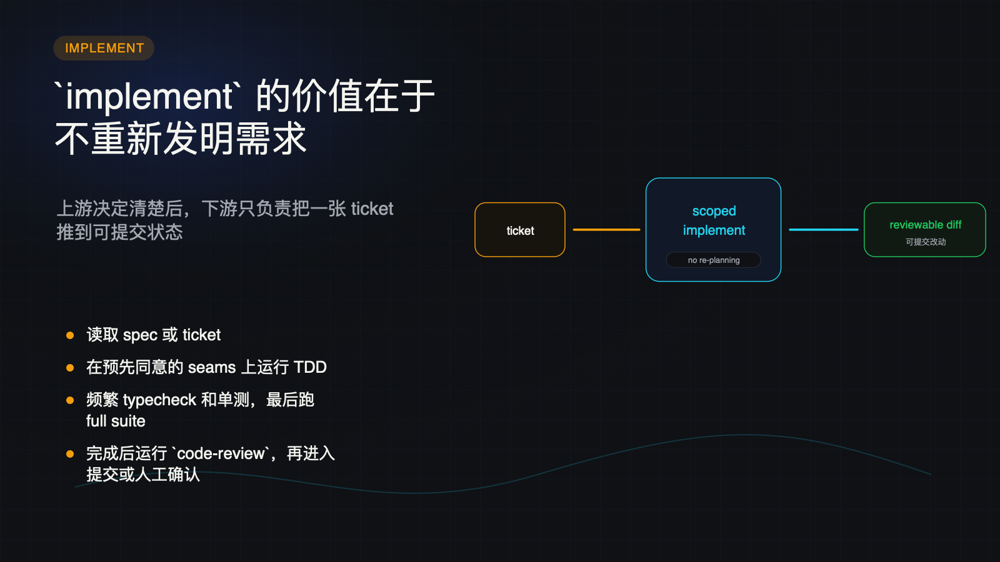 IMPLEMENT
`implement` 的价值在于
不重新发明需求
上游决定清楚后，下游只负责把一张 ticket
推到可提交状态
读取 spec 或 ticket
在预先同意的 seams 上运行 TDD
频繁 typecheck 和单测，最后跑
full suite
完成后运行 `code-review`，再进入
提交或人工确认
ticket
scoped
implement
no re-planning
reviewable diff
可提交改动